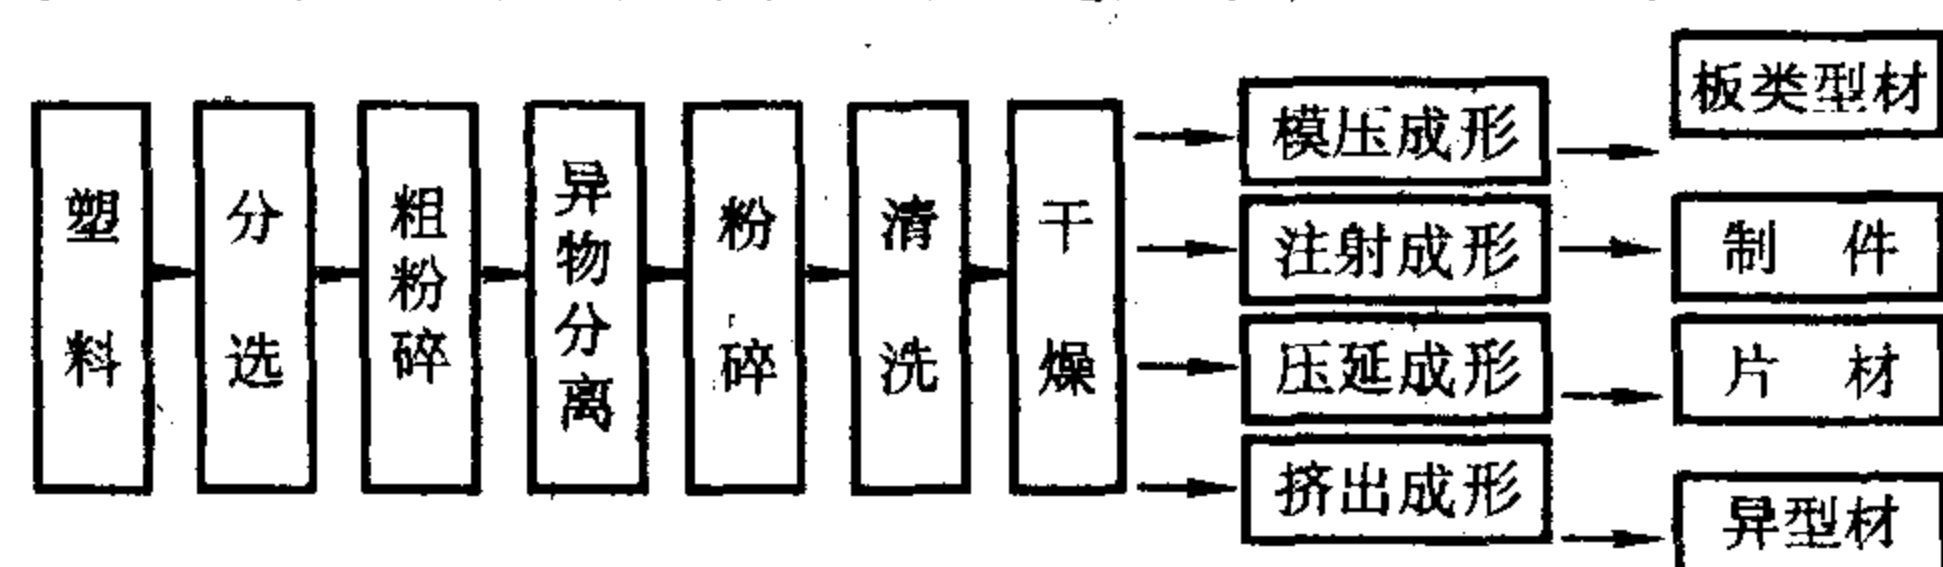 塑料
分选
粗粉碎
异物分离
粉碎
清洗
干燥
模压成形
注射成形
压延成形
挤出成形
板类型材
制件
片材
异型材